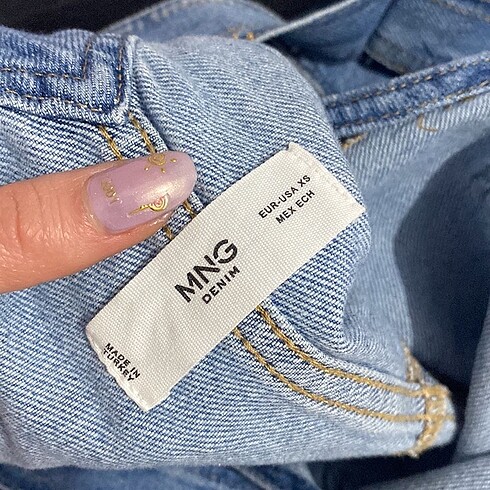 EUR-USA XS
MEX ECH
MNG
DENIM
MADE IN
TURKEY